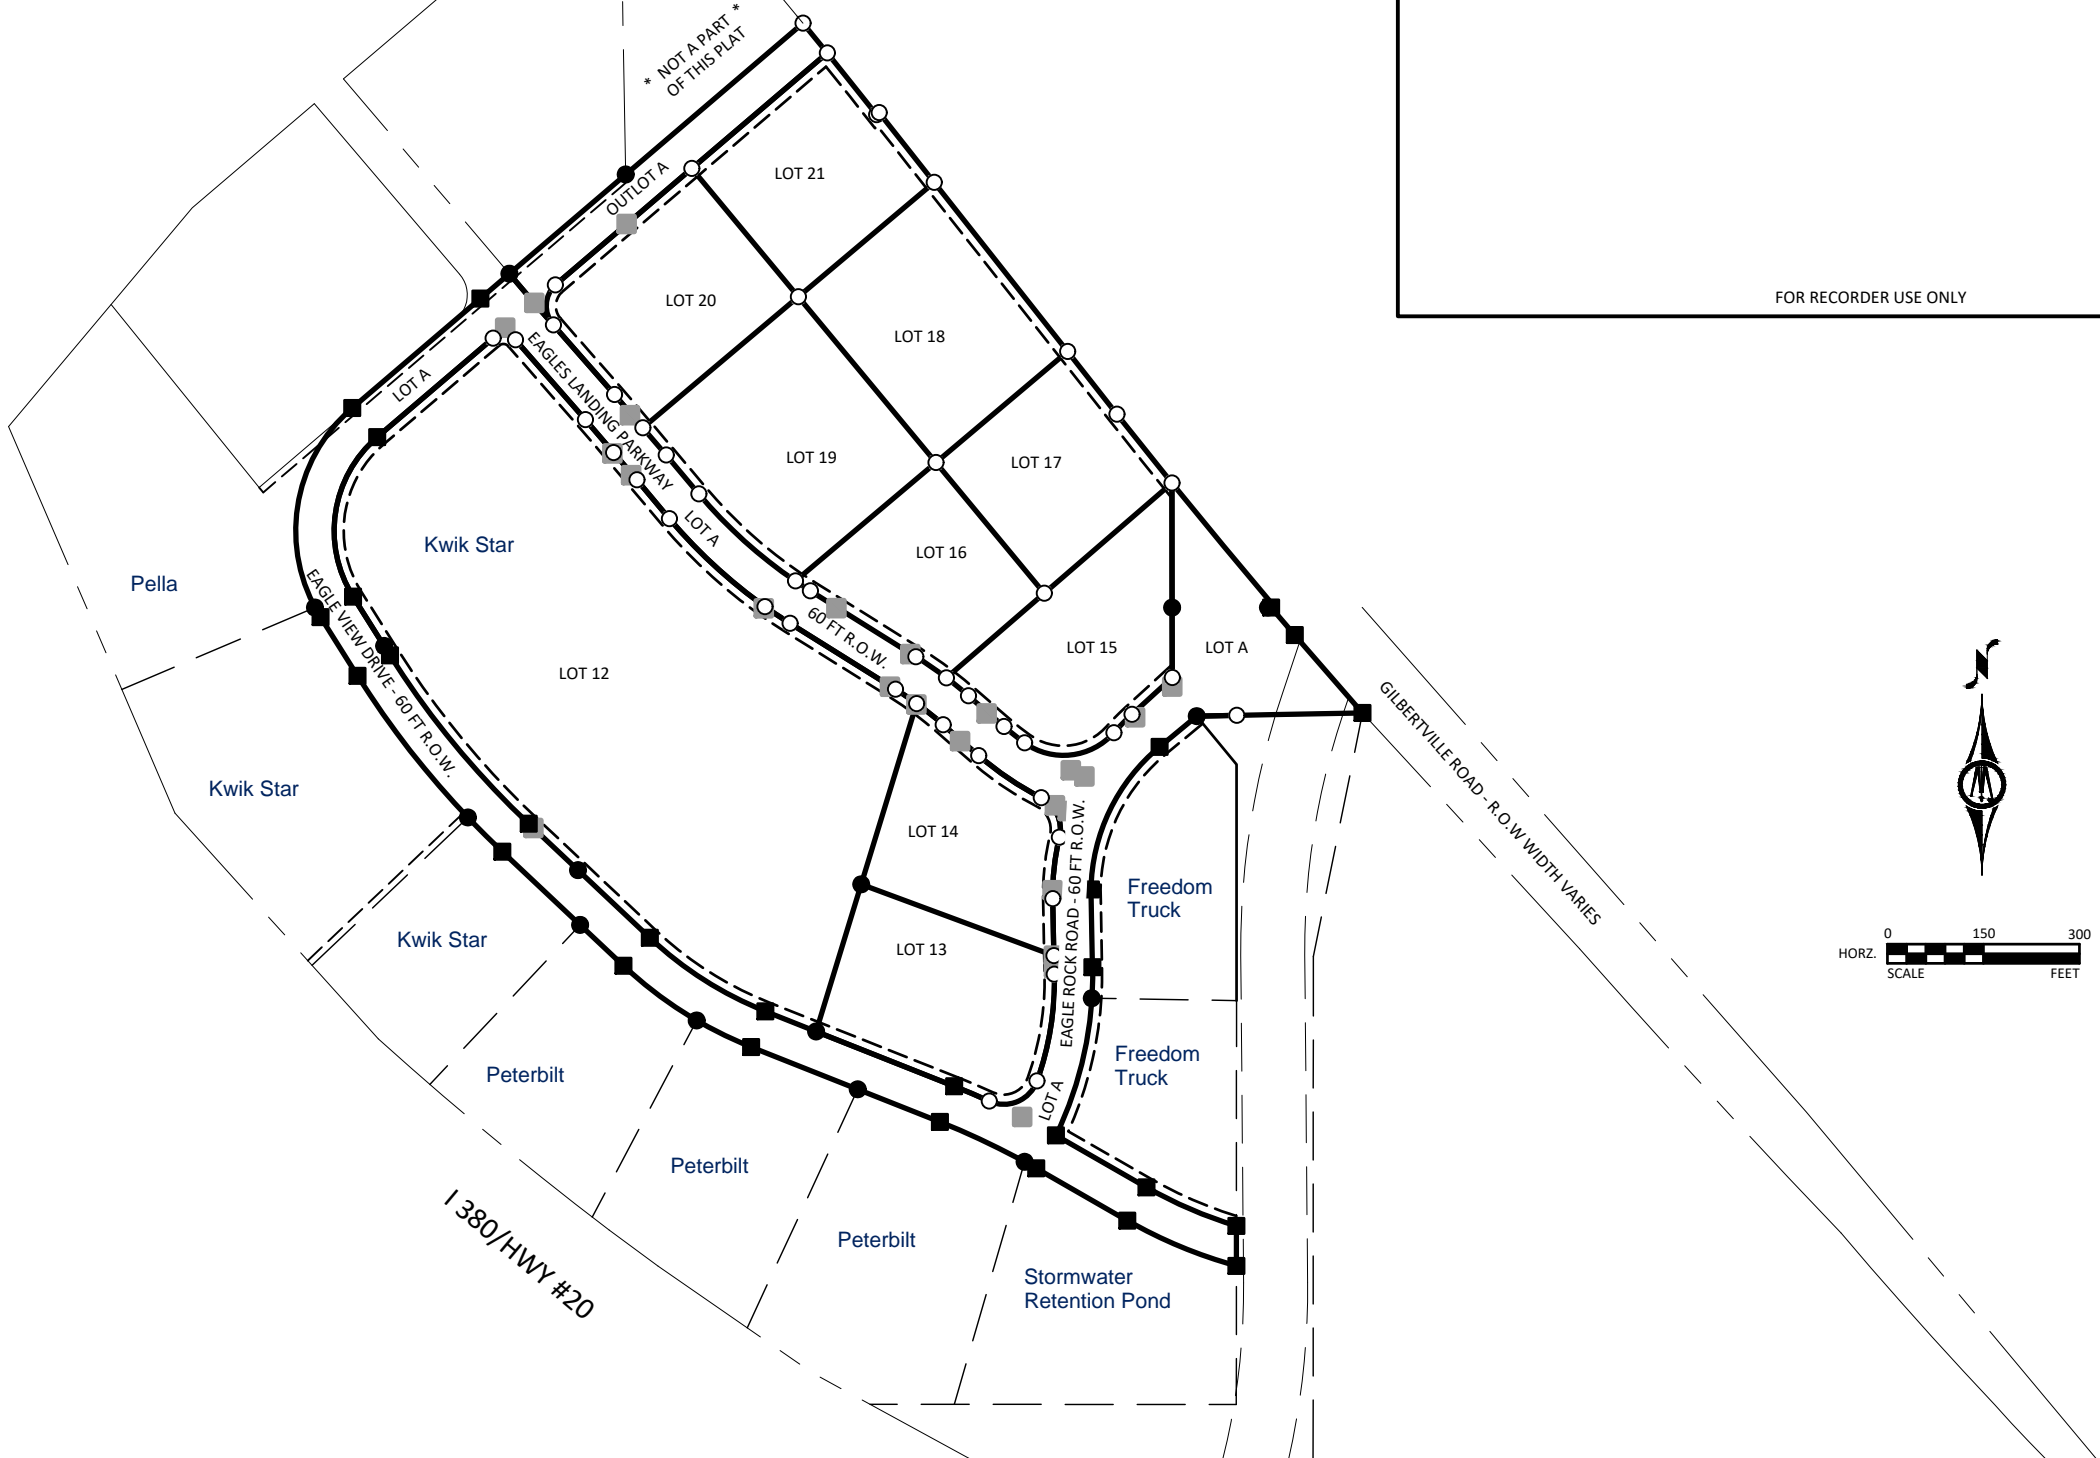 * NOT A PART *
OF THIS PLAT
OUTLOT A
LOT 21
FOR RECORDER USE ONLY
LOT 20
LOT 18
LOT A
EAGLES LANDING PARKWAY
LOT 19
LOT 17
LOT A
Kwik Star
LOT 16
Pella
EAGLE VIEW DRIVE - 60 FT R.O.W.
60 FT R.O.W.
LOT 15
LOT A
LOT 12
GILBERTVILLE ROAD - R.O.W WIDTH VARIES
N
Kwik Star
LOT 14
EAGLE ROCK ROAD - 60 FT R.O.W.
Freedom
Truck
Kwik Star
LOT 13
0 150 300
HORZ.
SCALE FEET
Freedom
Truck
Peterbilt
LOT A
Peterbilt
I 380/HWY #20
Peterbilt
Stormwater
Retention Pond